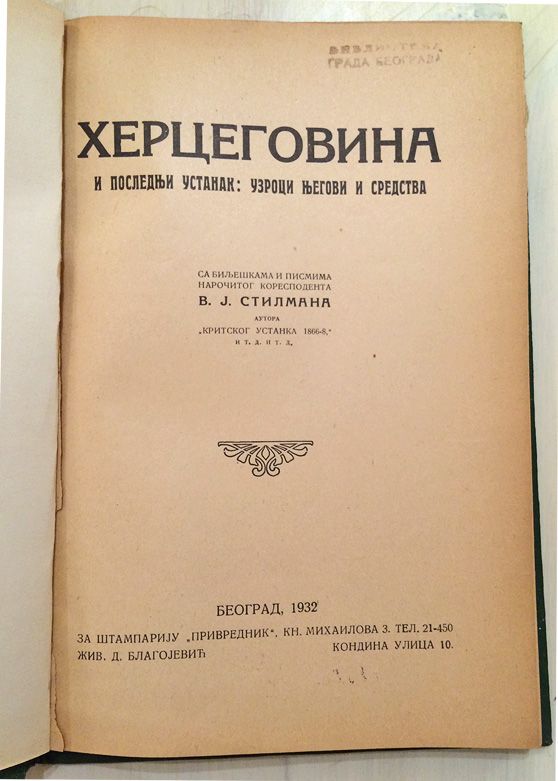 БИБЛИОТЕКА
ГРАДА БЕОГРАДА
ХЕРЦЕГОВИНА
И ПОСЛЕДЊИ УСТАНАК: УЗРОЦИ ЊЕГОВИ И СРЕДСТВА
СА БИЉЕШКАМА И ПИСМИМА
НАРОЧИТОГ КОРЕСПОДЕНТА
В. Ј. СТИЛМАНА
АУТОРА
„КРИТСКОГ УСТАНКА 1866-8,“
И Т. Д. И Т. Д.
БЕОГРАД, 1932
ЗА ШТАМПАРИЈУ „ПРИВРЕДНИК“, КН. МИХАИЛОВА 3. ТЕЛ. 21-450
ЖИВ. Д. БЛАГОЈЕВИЋ КОНДИНА УЛИЦА 10.